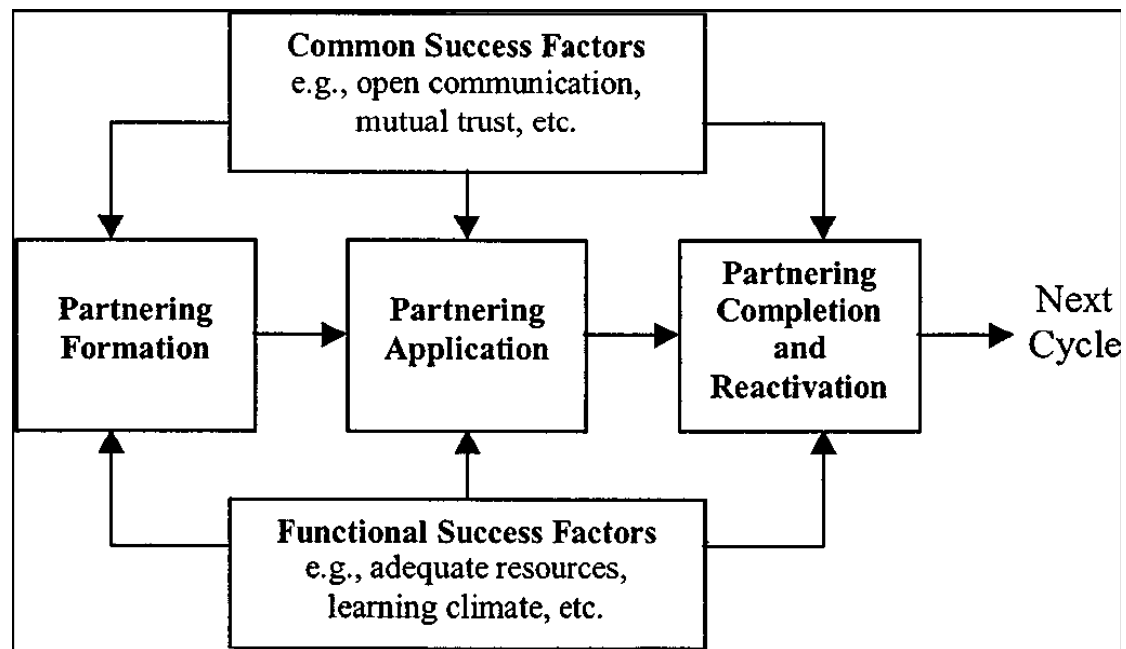 Common Success Factors
e.g., open communication,
mutual trust, etc.
Partnering
Formation
Partnering
Application
Partnering
Completion
and
Reactivation
Next
Cycle
Functional Success Factors
e.g., adequate resources,
learning climate, etc.